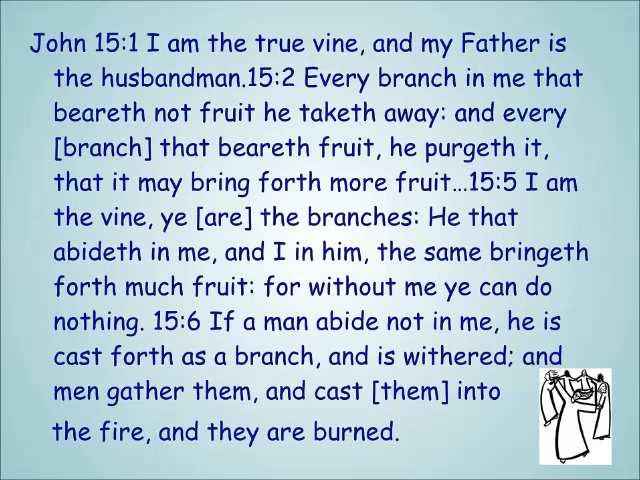 John 15:1 I am the true vine, and my Father is
the husbandman.15:2 Every branch in me that
beareth not fruit he taketh away: and every
[branch] that beareth fruit, he purgeth it,
that it may bring forth more fruit…15:5 I am
the vine, ye [are] the branches: He that
abideth in me, and I in him, the same bringeth
forth much fruit: for without me ye can do
nothing. 15:6 If a man abide not in me, he is
cast forth as a branch, and is withered; and
men gather them, and cast [them] into
the fire, and they are burned.